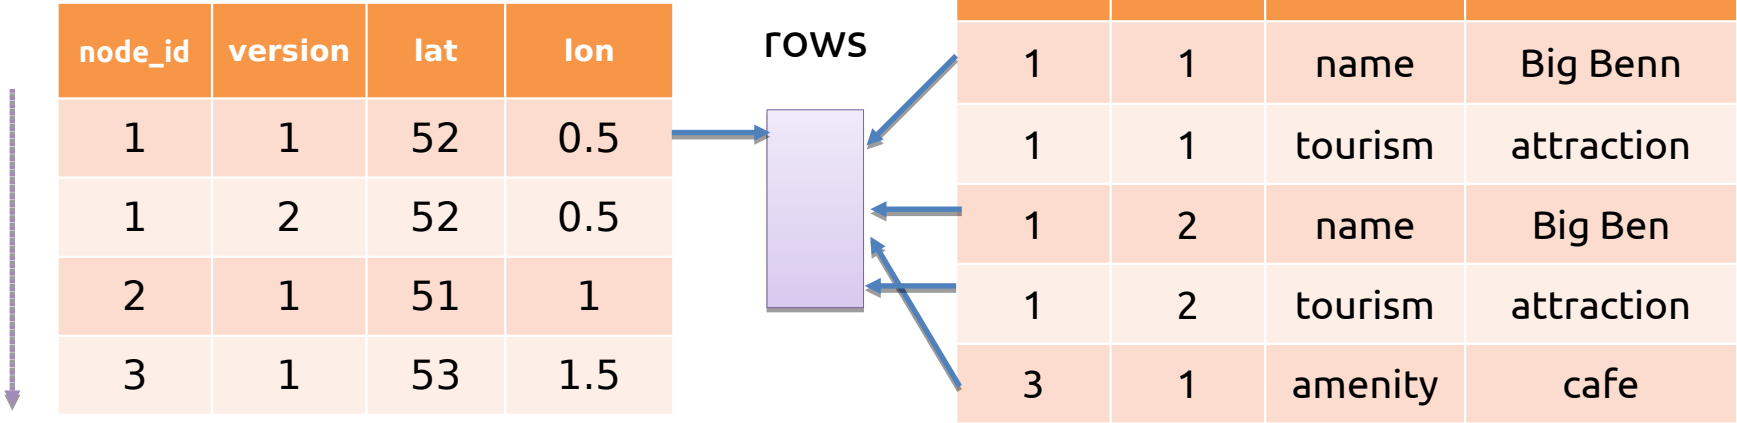 node_id version lat lon
1 1 52 0.5
1 2 52 0.5
2 1 51 1
3 1 53 1.5
rows
1 1 name Big Benn
1 1 tourism attraction
1 2 name Big Ben
1 2 tourism attraction
3 1 amenity cafe